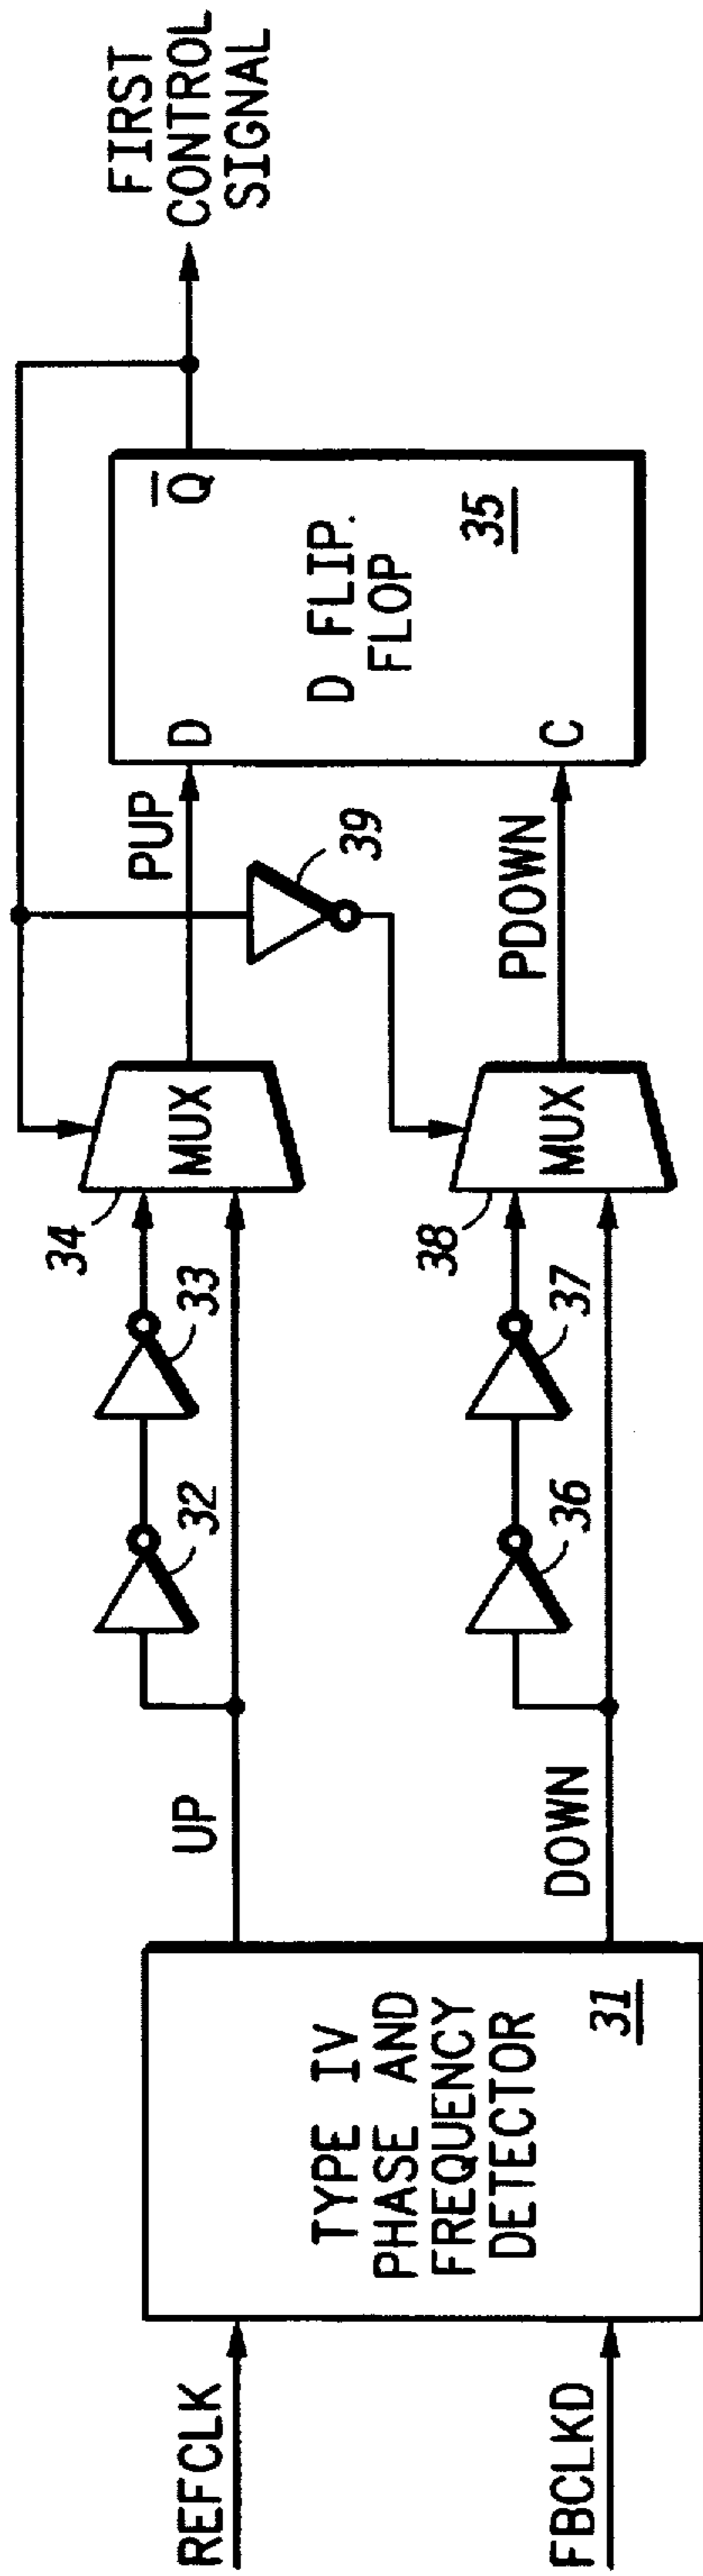 REFCLK
FBCLKD
TYPE IV
PHASE AND
FREQUENCY
DETECTOR
31
UP
DOWN
32
33
34
MUX
36
37
38
MUX
39
PUP
PDOWN
D
C
Q̅
D FLIP.
FLOP
35
FIRST
CONTROL
SIGNAL